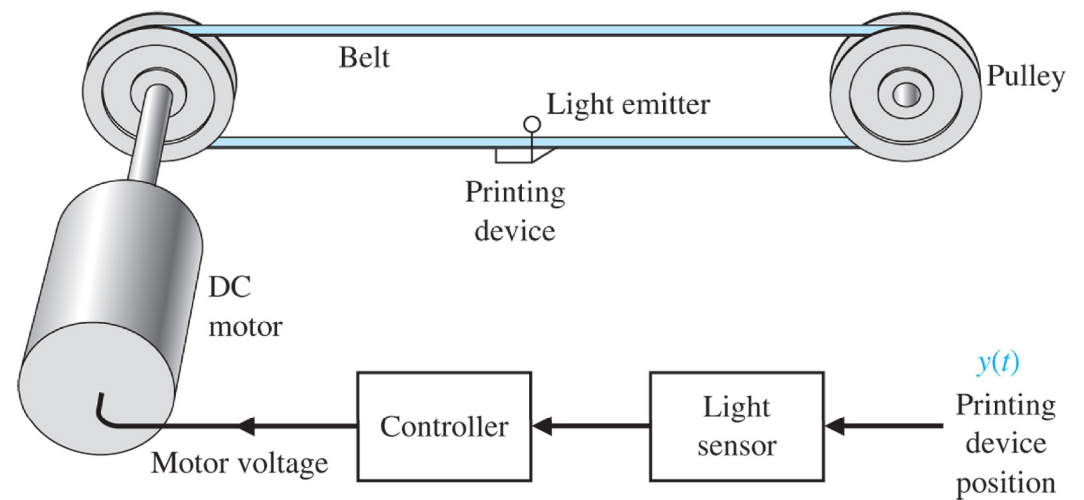 Belt
Pulley
Light emitter
Printing
device
DC
motor
y(t)
Controller
Light
sensor
Printing
device
position
Motor voltage